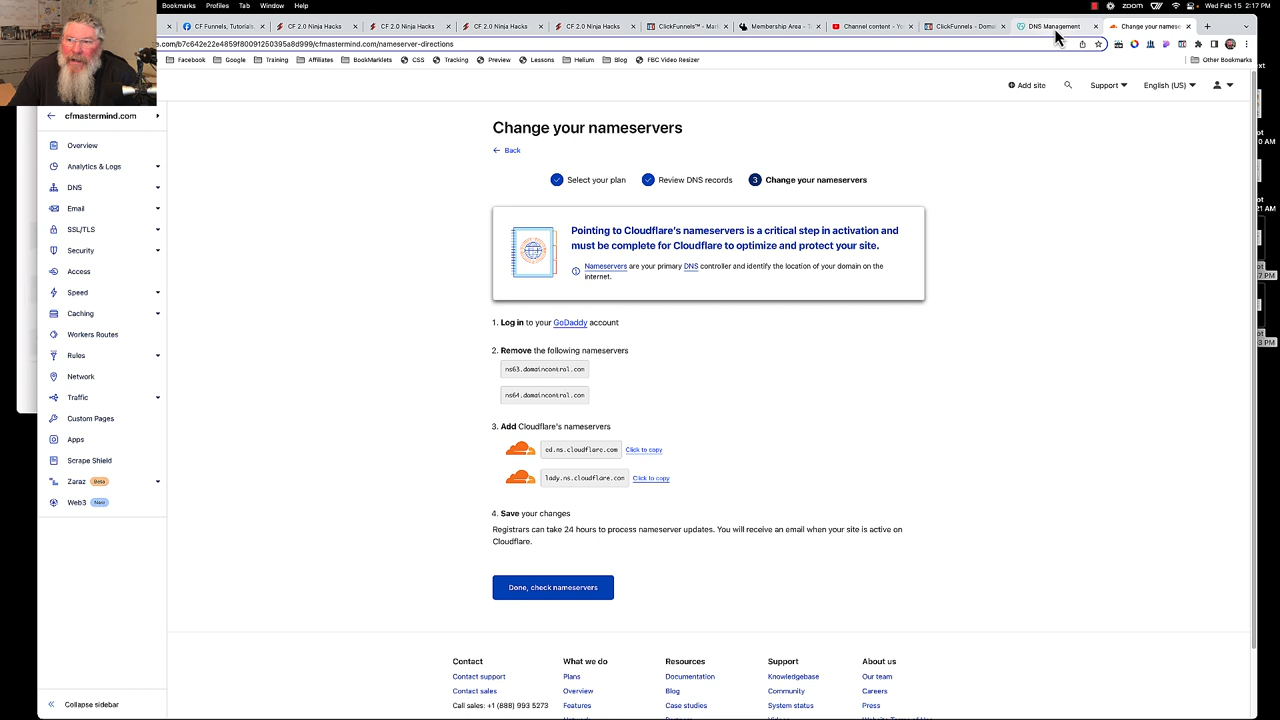 Bookmarks Profiles Tab Window Help
zoom Wed Feb 15 2:17 PM
CF Funnels, Tutorials CF 2.0 Ninja Hacks CF 2.0 Ninja Hacks CF 2.0 Ninja Hacks CF 2.0 Ninja Hacks ClickFunnels™ - Ma Membership Area - T Channel content - Yo ClickFunnels - Doma DNS Management Change your namese
e.com/b7c642e22e4859f80091250395a8d999/cfmastermind.com/nameserver-directions
Facebook Google Training Affiliates BookMarklets CSS Tracking Preview Lessons Helium Blog FBC Video Resizer Other Bookmarks
Add site Support English (US)
cfmastermind.com
Overview
Analytics & Logs
DNS
Email
SSL/TLS
Security
Access
Speed
Caching
Workers Routes
Rules
Network
Traffic
Custom Pages
Apps
Scrape Shield
Zaraz Beta
Web3 New
Collapse sidebar
Change your nameservers
Back
Select your plan Review DNS records 3 Change your nameservers
Pointing to Cloudflare's nameservers is a critical step in activation and
must be complete for Cloudflare to optimize and protect your site.
Nameservers are your primary DNS controller and identify the location of your domain on the
internet.
1. Log in to your GoDaddy account
2. Remove the following nameservers
ns63.domaincontrol.com
ns64.domaincontrol.com
3. Add Cloudflare's nameservers
ed.ns.cloudflare.com Click to copy
lady.ns.cloudflare.com Click to copy
4. Save your changes
Registrars can take 24 hours to process nameserver updates. You will receive an email when your site is active on
Cloudflare.
Done, check nameservers
Contact What we do Resources Support About us
Contact support Plans Documentation Knowledgebase Our team
Contact sales Overview Blog Community Careers
Call sales: +1 (888) 993 5273 Features Case studies System status Press